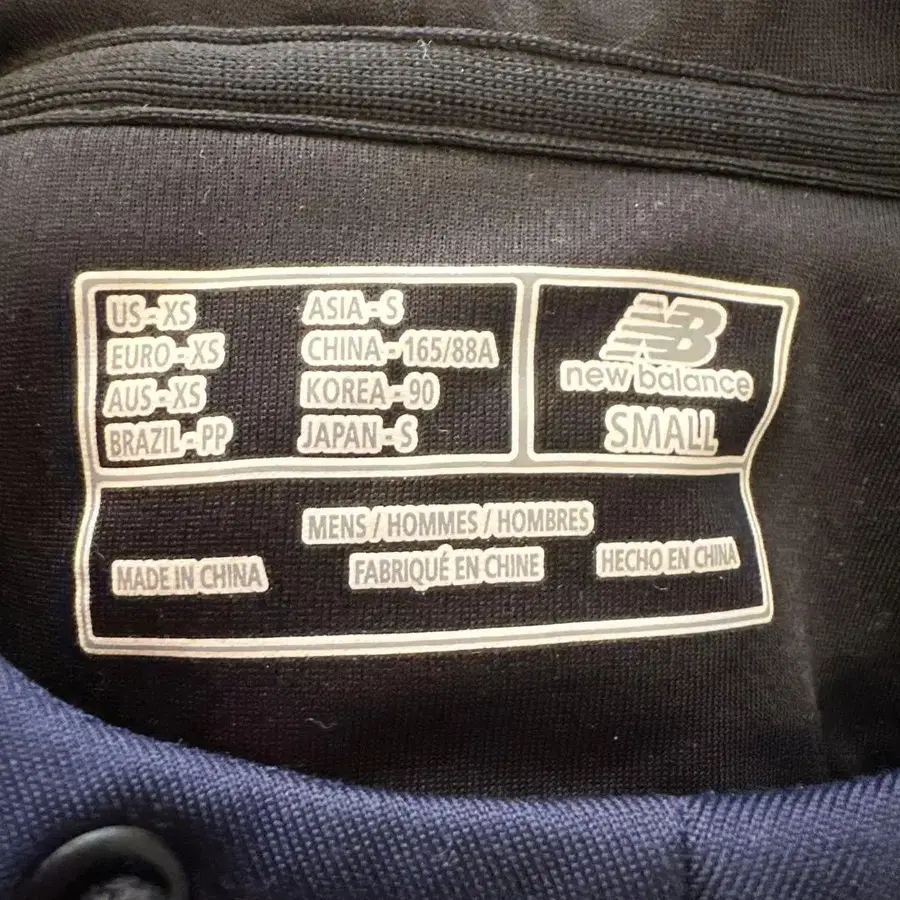 US - XS
EURO - XS
AUS - XS
BRAZIL - PP
ASIA - S
CHINA - 165/88A
KOREA - 90
JAPAN - S
NB
new balance
SMALL
MENS / HOMMES / HOMBRES
MADE IN CHINA
FABRIQUÉ EN CHINE
HECHO EN CHINA